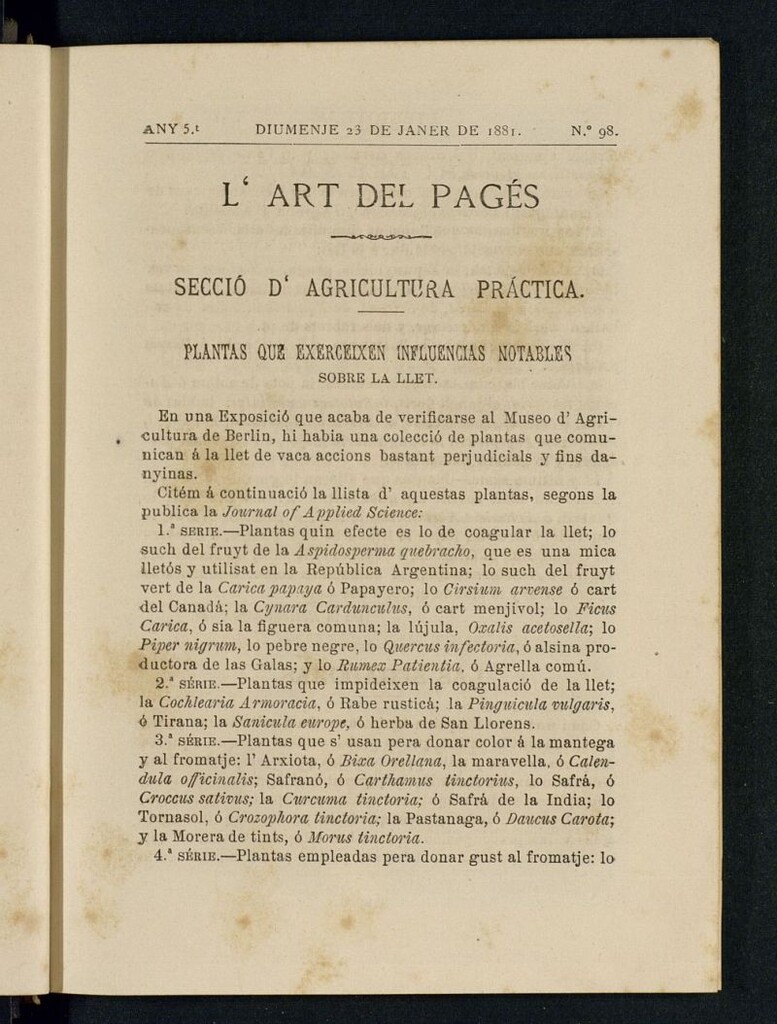 ANY 5.t DIUMENJE 23 DE JANER DE 1881. N.º 98.
L' ART DEL PAGÉS
SECCIÓ D' AGRICULTURA PRÁCTICA.
PLANTAS QUE EXERCEIXEN INFLUENCIAS NOTABLES
SOBRE LA LLET.
En una Exposició que acaba de verificarse al Museo d' Agri-
cultura de Berlin, hi habia una colecció de plantas que comu-
nican á la llet de vaca accions bastant perjudicials y fins da-
nyinas.
Citém á continuació la llista d' aquestas plantas, segons la
publica la Journal of Applied Science:
1.ª SERIE.—Plantas quin efecte es lo de coagular la llet; lo
such del fruyt de la Aspidosperma quebracho, que es una mica
lletós y utilisat en la República Argentina; lo such del fruyt
vert de la Carica papaya ó Papayero; lo Cirsium arvense ó cart
del Canadá; la Cynara Cardunculus, ó cart menjívol; lo Ficus
Carica, ó sia la figuera comuna; la lújula, Oxalis acetosella; lo
Piper nigrum, lo pebre negre, lo Quercus infectoria, ó alsina pro-
ductora de las Galas; y lo Rumex Patientia, ó Agrella comú.
2.ª SÉRIE.—Plantas que impideixen la coagulació de la llet;
la Cochlearia Armoracia, ó Rabe rusticá; la Pinguicula vulgaris,
ó Tirana; la Sanicula europe, ó herba de San Llorens.
3.ª SÉRIE.—Plantas que s' usan pera donar color á la mantega
y al fromatje: l' Arxiota, ó Bixa Orellana, la maravella, ó Calen-
dula officinalis; Safranó, ó Carthamus tinctorius, lo Safrá, ó
Croccus sativus; la Curcuma tinctoria; ó Safrá de la India; lo
Tornasol, ó Crozophora tinctoria; la Pastanaga, ó Daucus Carota;
y la Morera de tints, ó Morus tinctoria.
4.ª SÉRIE.—Plantas empleadas pera donar gust al fromatje: lo